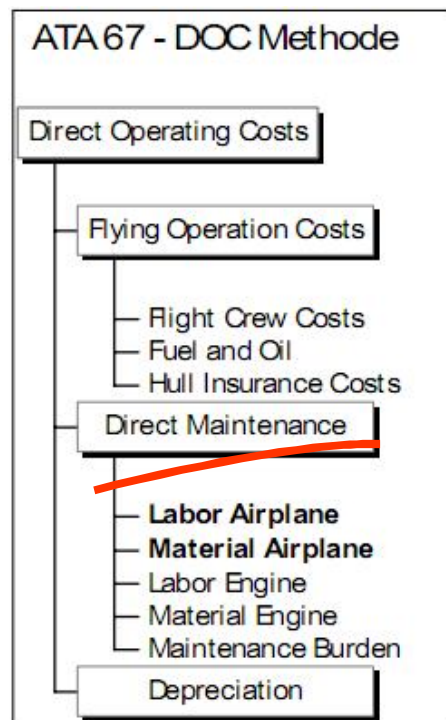 ATA 67 - DOC Methode
Direct Operating Costs
Flying Operation Costs
Flight Crew Costs
Fuel and Oil
Hull Insurance Costs
Direct Maintenance
Labor Airplane
Material Airplane
Labor Engine
Material Engine
Maintenance Burden
Depreciation